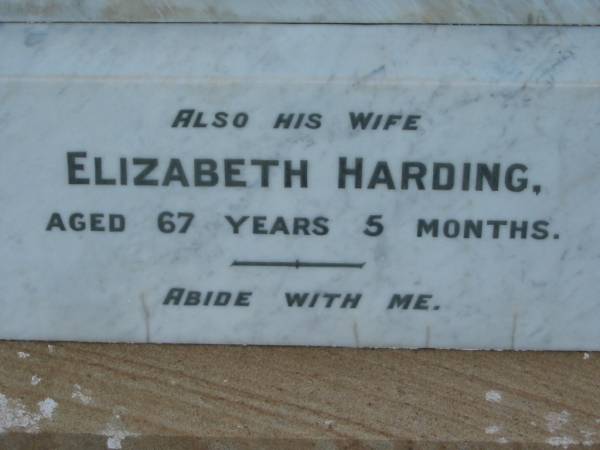 ALSO HIS WIFE
ELIZABETH HARDING,
AGED 67 YEARS 5 MONTHS.
ABIDE WITH ME.